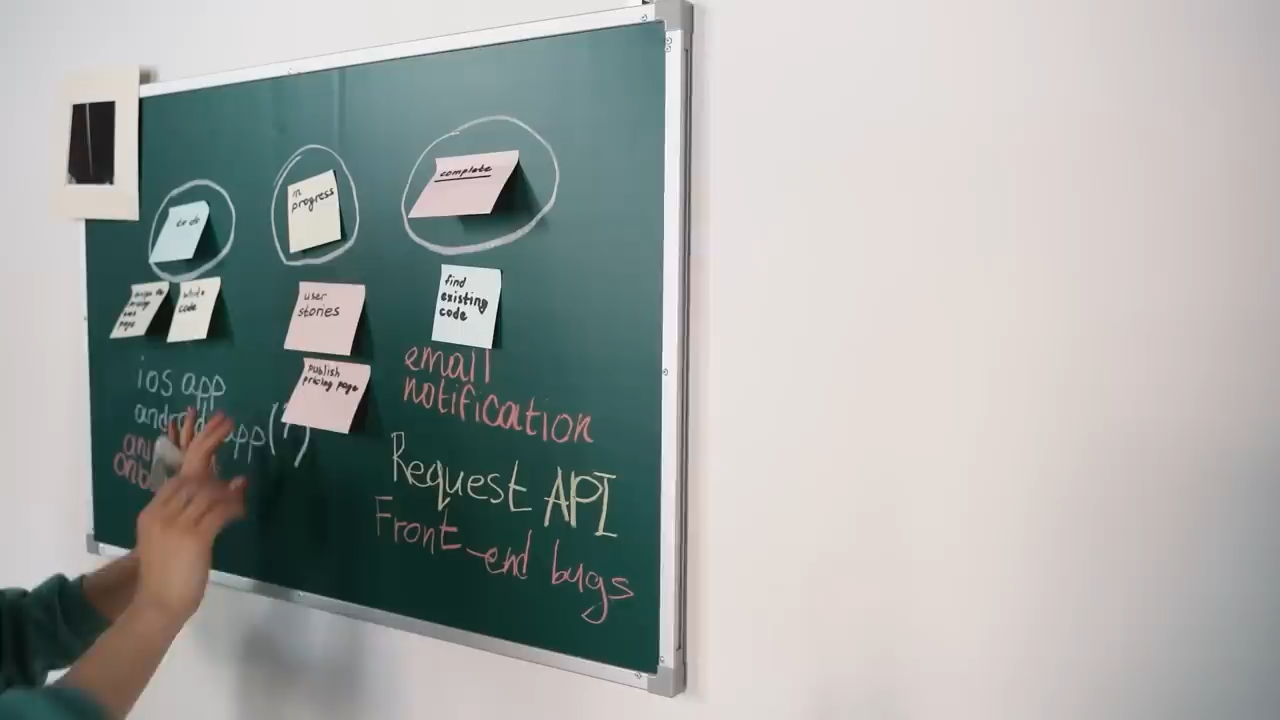 to do
in
progress
complete
write
code
user
stories
publish
pricing page
find
existing
code
ios app
android app(?)
email
notification
Request API
Front-end bugs